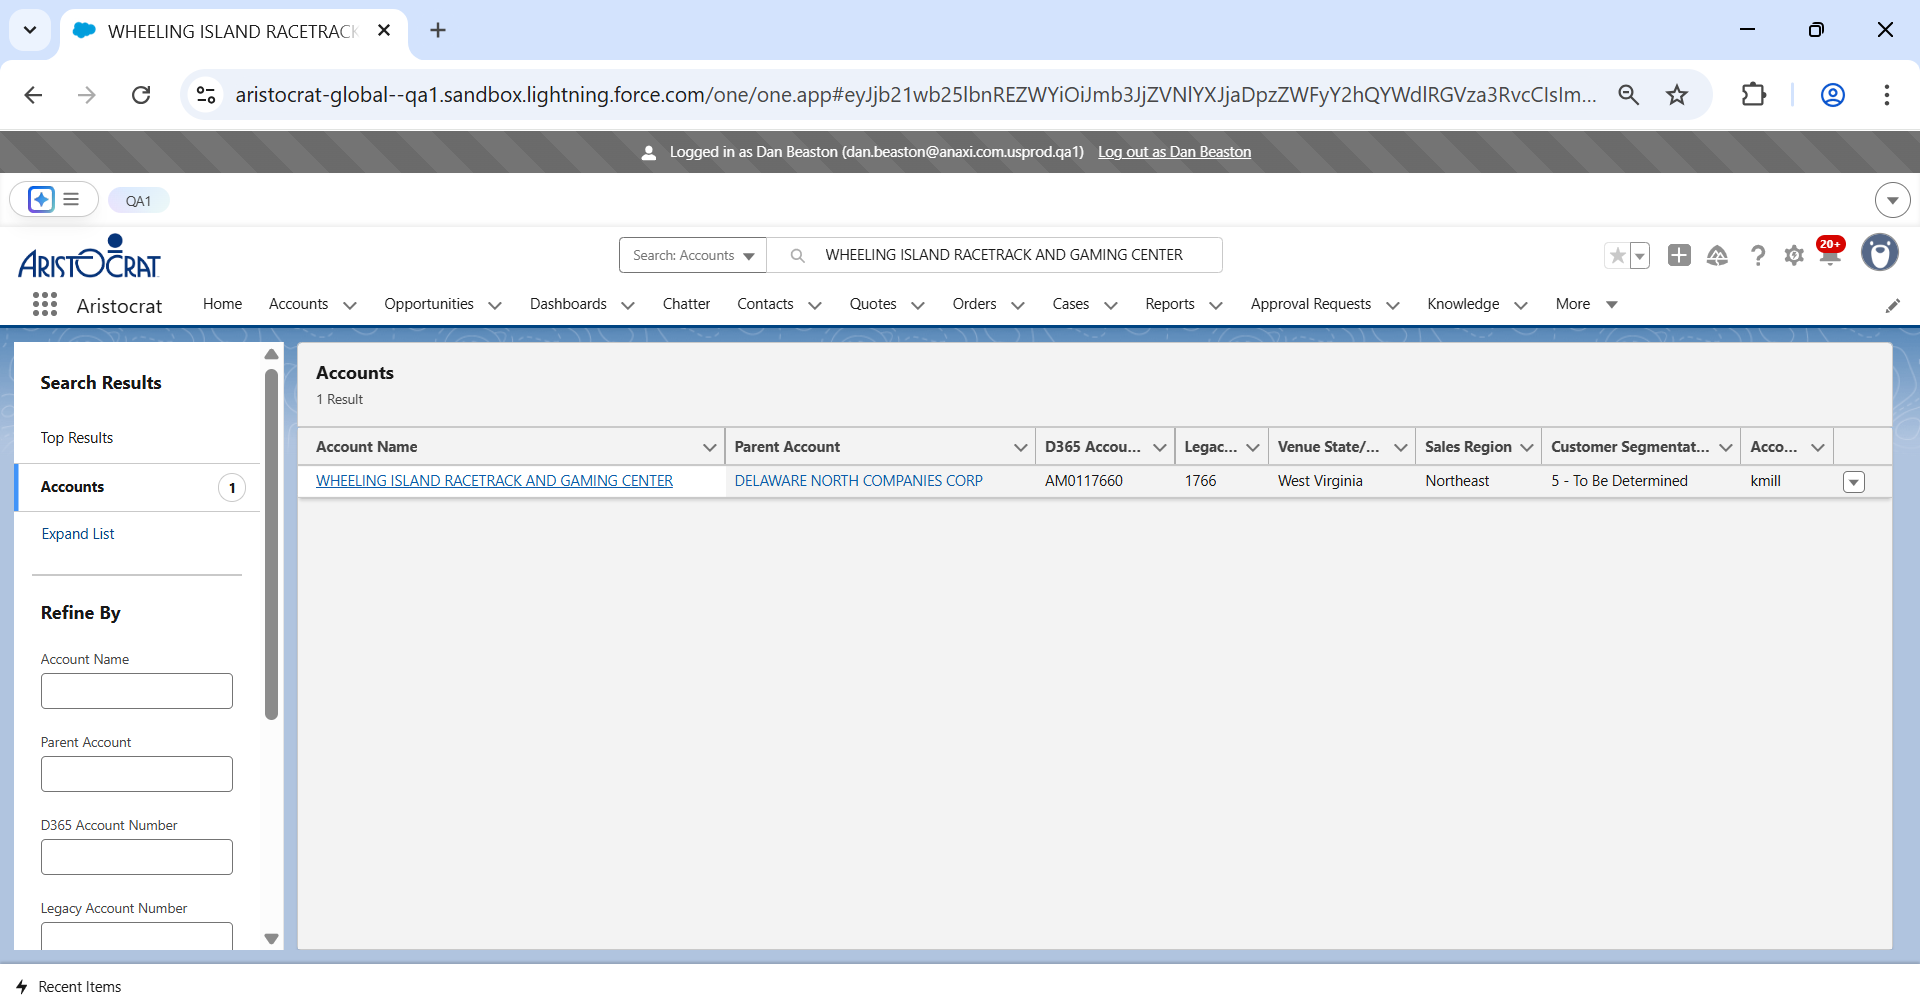 WHEELING ISLAND RACETRACK
aristocrat-global--qa1.sandbox.lightning.force.com/one/one.app#eyJjb21wb25lbnREZWYiOiJmb3JjZVNlYXJjaDpzZWFyY2hQYWdlRGVza3RvcCIsIm...
Logged in as Dan Beaston (dan.beaston@anaxi.com.usprod.qa1) Log out as Dan Beaston
QA1
ARISTOCRAT
Search: Accounts
WHEELING ISLAND RACETRACK AND GAMING CENTER
20+
Aristocrat Home Accounts Opportunities Dashboards Chatter Contacts Quotes Orders Cases Reports Approval Requests Knowledge More
Search Results
Top Results
Accounts 1
Expand List
Refine By
Account Name
Parent Account
D365 Account Number
Legacy Account Number
Accounts
1 Result
Account Name Parent Account D365 Accou... Legac... Venue State/... Sales Region Customer Segmentat... Acco...
WHEELING ISLAND RACETRACK AND GAMING CENTER DELAWARE NORTH COMPANIES CORP AM0117660 1766 West Virginia Northeast 5 - To Be Determined kmill
Recent Items